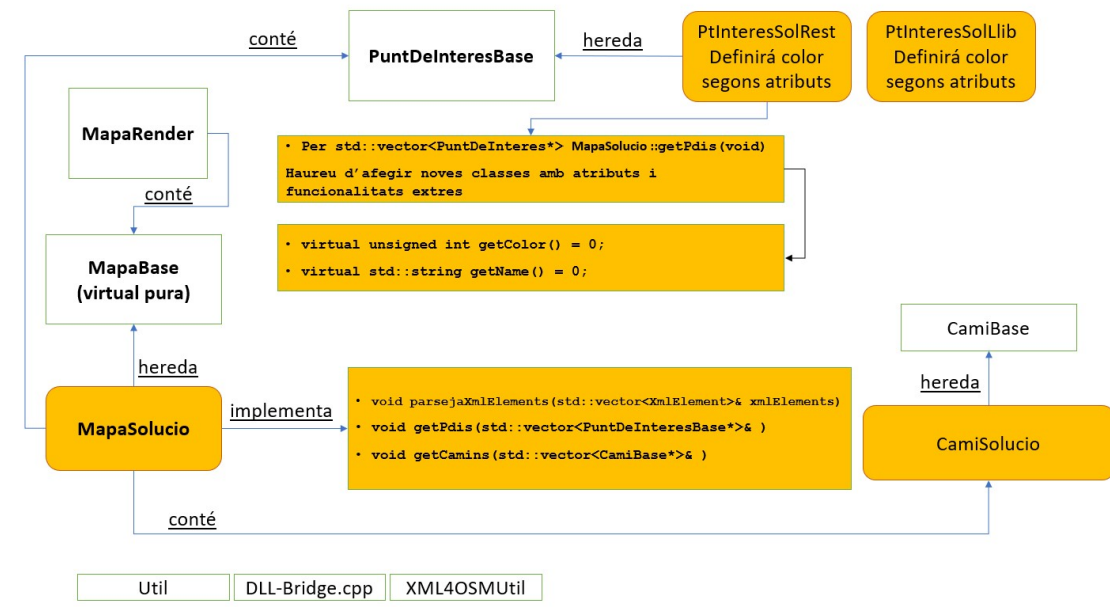 conté
PuntDeInteresBase
hereda
PtInteresSolRest
Definirá color
segons atributs
PtInteresSolLlib
Definirá color
segons atributs
MapaRender
conté
• Per std::vector<PuntDeInteres*> MapaSolucio::getPdis(void)
Haureu d'afegir noves classes amb atributs i
funcionalitats extres
• virtual unsigned int getColor() = 0;
• virtual std::string getName() = 0;
MapaBase
(virtual pura)
CamiBase
hereda
hereda
MapaSolucio
implementa
• void parsejaXmlElements(std::vector<XmlElement>& xmlElements)
• void getPdis(std::vector<PuntDeInteresBase*>& )
• void getCamins(std::vector<CamiBase*>& )
CamiSolucio
conté
Util
DLL-Bridge.cpp
XML4OSMUtil